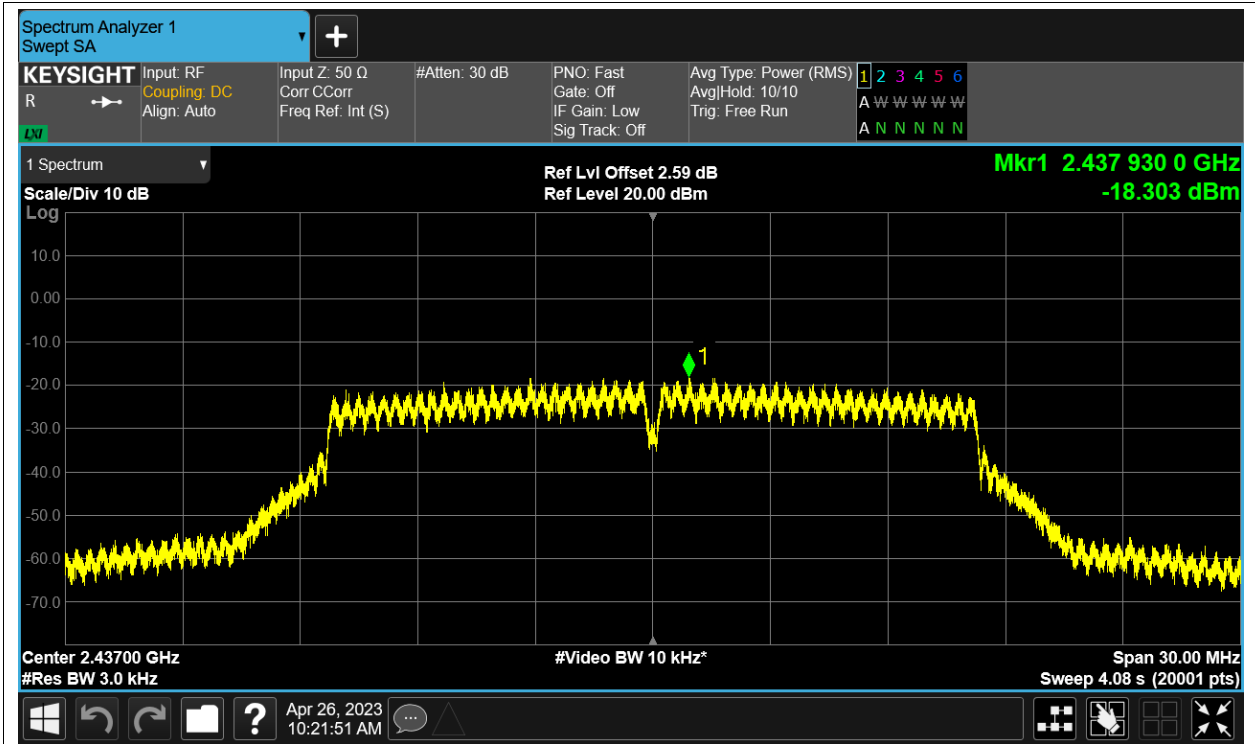 Spectrum Analyzer 1
Swept SA
+
KEYSIGHT
R
LXI
Input: RF
Coupling: DC
Align: Auto
Input Z: 50 Ω
Corr CCorr
Freq Ref: Int (S)
#Atten: 30 dB
PNO: Fast
Gate: Off
IF Gain: Low
Sig Track: Off
Avg Type: Power (RMS)
Avg|Hold: 10/10
Trig: Free Run
1 2 3 4 5 6
A W W W W W
A N N N N N
1 Spectrum
Scale/Div 10 dB
Log
Ref Lvl Offset 2.59 dB
Ref Level 20.00 dBm
Mkr1 2.437 930 0 GHz
-18.303 dBm
10.0
0.00
-10.0
1
-20.0
-30.0
-40.0
-50.0
-60.0
-70.0
Center 2.43700 GHz
#Res BW 3.0 kHz
#Video BW 10 kHz*
Span 30.00 MHz
Sweep 4.08 s (20001 pts)
?
Apr 26, 2023
10:21:51 AM